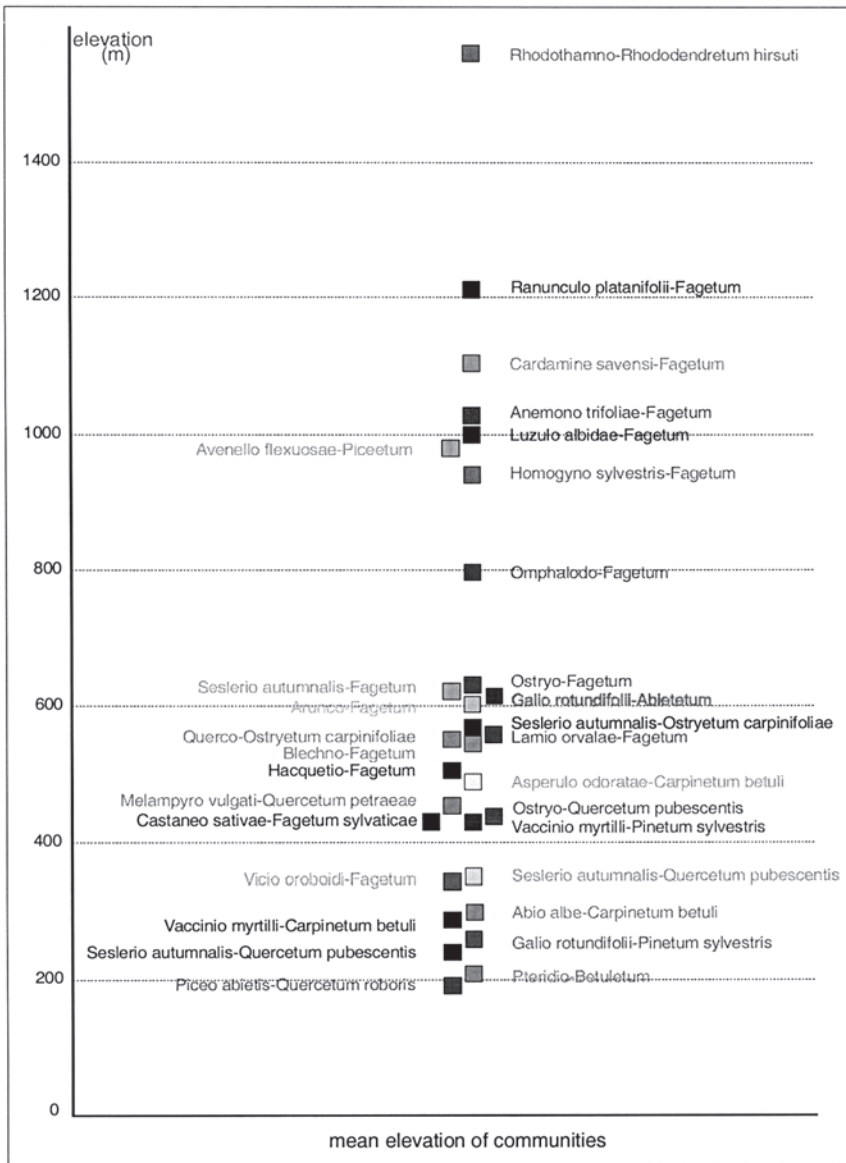 elevation
(m)
Rhodothamno-Rhododendretum hirsuti
1400
Ranunculo platanifolii-Fagetum
1200
Cardamine savensi-Fagetum
Anemono trifoliae-Fagetum
1000
Luzulo albidae-Fagetum
Avenello flexuosae-Piceetum
Homogyno sylvestris-Fagetum
800
Omphalodo-Fagetum
Ostryo-Fagetum
Seslerio autumnalis-Fagetum
Galio rotundifolii-Abietetum
600
Arunco-Fagetum
Seslerio autumnalis-Ostryetum carpinifoliae
Querco-Ostryetum carpinifoliae
Lamio orvalae-Fagetum
Blechno-Fagetum
Hacquetio-Fagetum
Asperulo odoratae-Carpinetum betuli
Melampyro vulgati-Quercetum petraeae
Ostryo-Quercetum pubescentis
Castaneo sativae-Fagetum sylvaticae
Vaccinio myrtilli-Pinetum sylvestris
400
Vicio oroboidi-Fagetum
Seslerio autumnalis-Quercetum pubescentis
Abio albe-Carpinetum betuli
Vaccinio myrtilli-Carpinetum betuli
Galio rotundifolii-Pinetum sylvestris
Seslerio autumnalis-Quercetum pubescentis
200
Pteridio-Betuletum
Piceo abietis-Quercetum roboris
0
mean elevation of communities